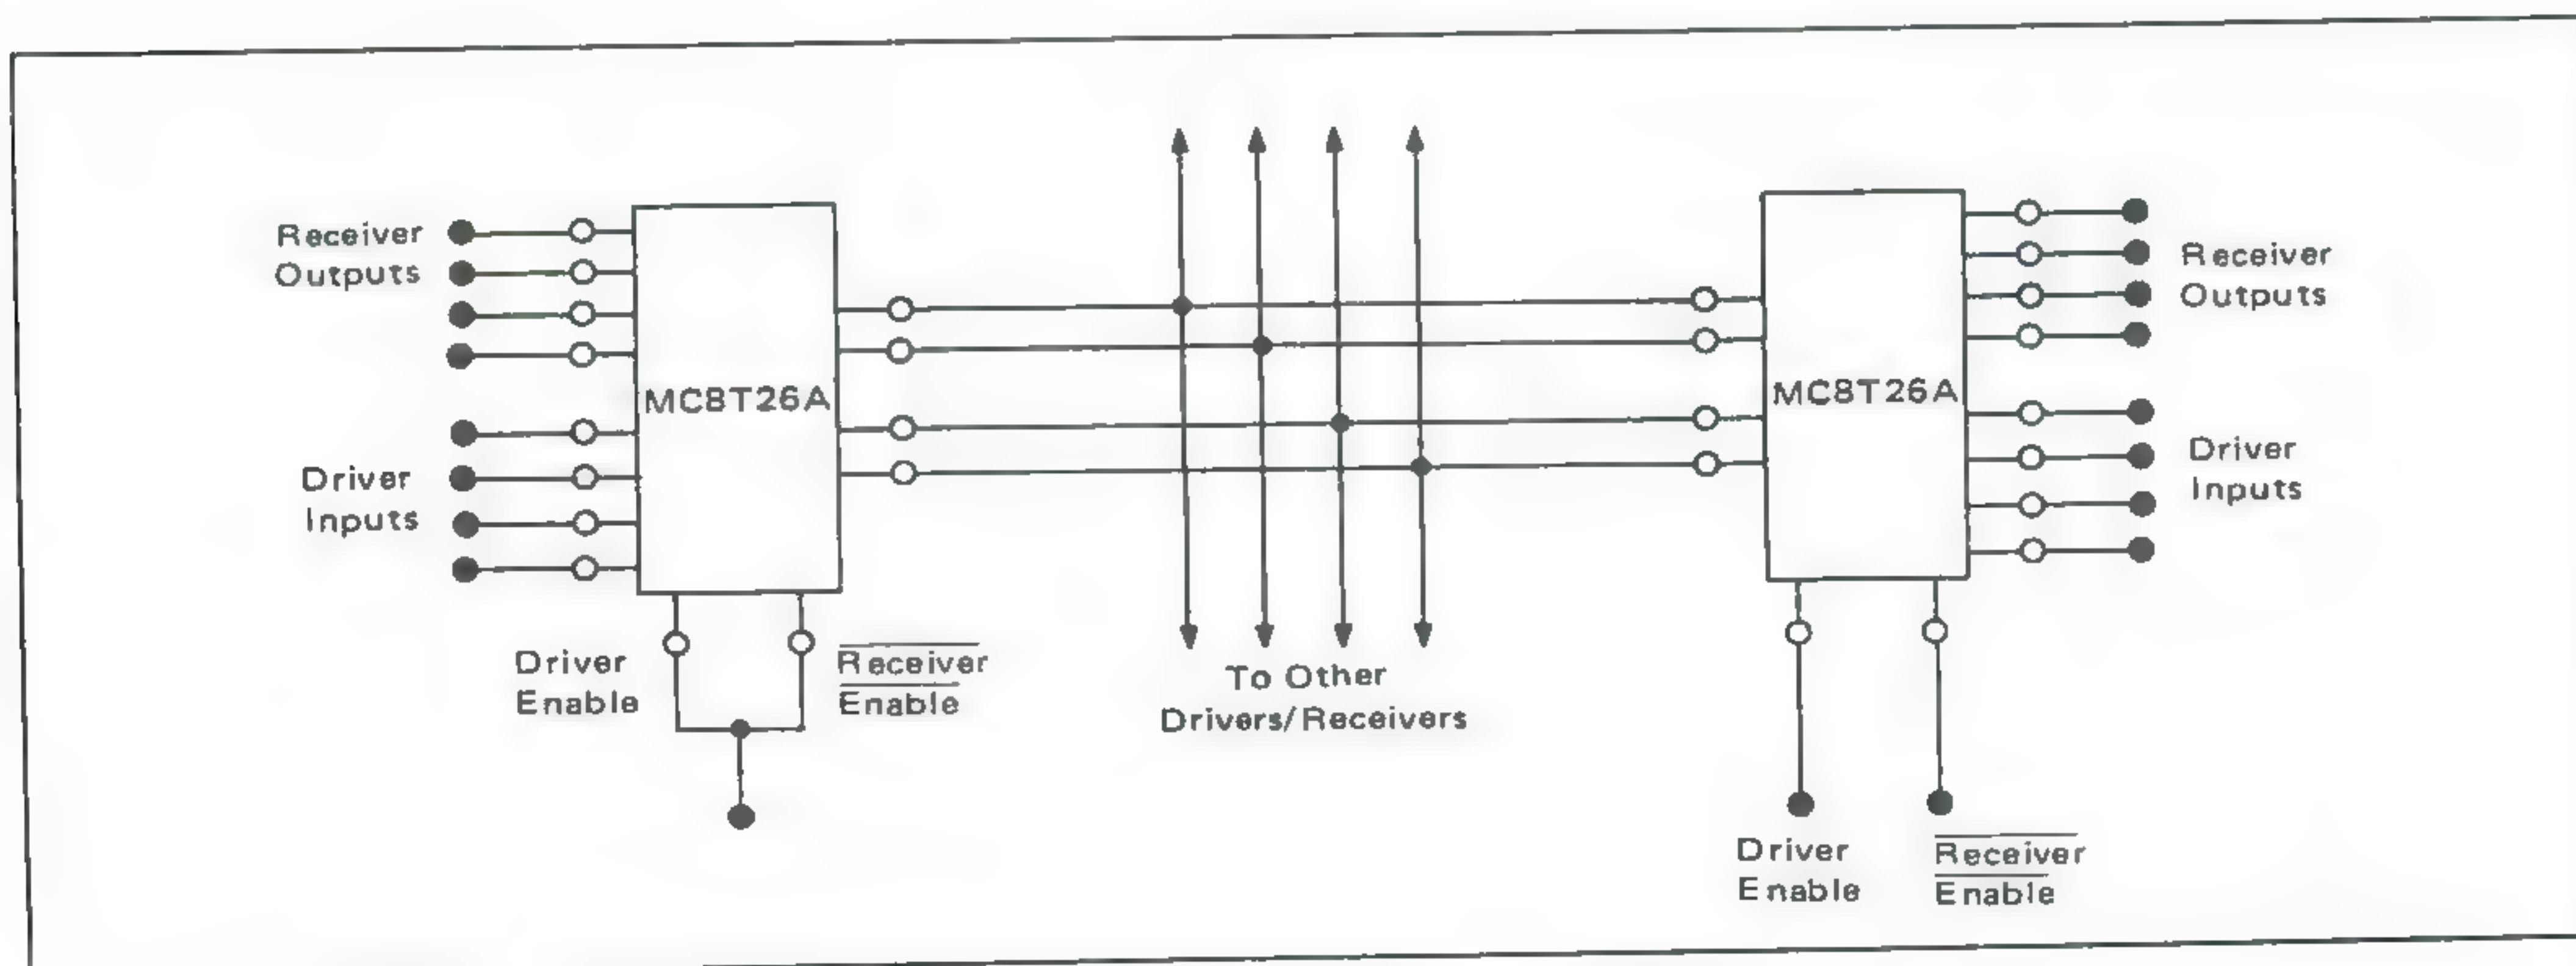 Receiver
Outputs
MC8T26A
Driver
Inputs
Driver
Enable
Receiver
Enable
To Other
Drivers/Receivers
MC8T26A
Receiver
Outputs
Driver
Inputs
Driver
Enable
Receiver
Enable